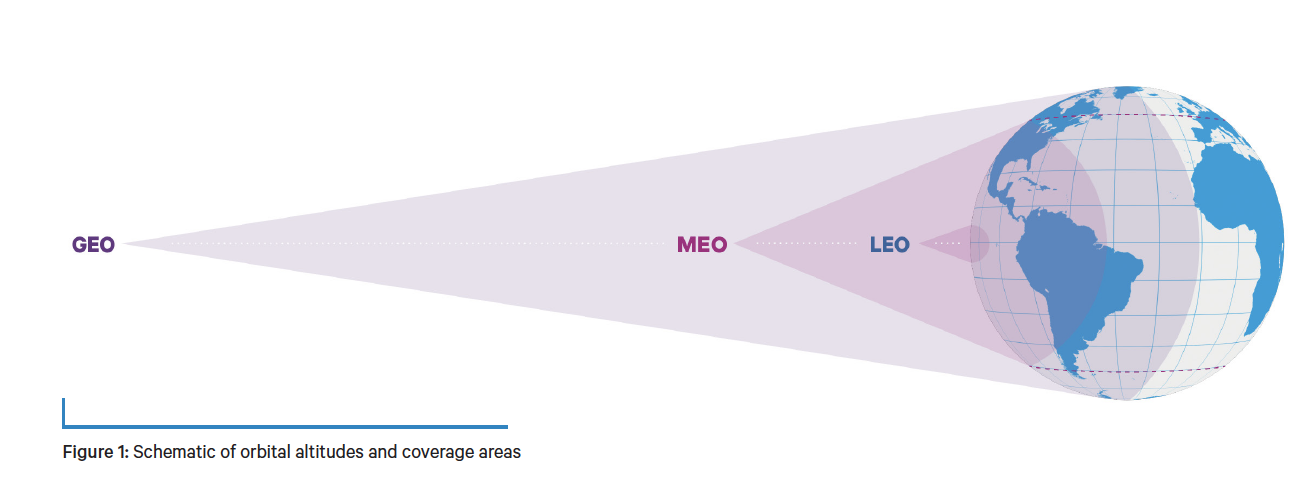 GEO
MEO
LEO
Figure 1: Schematic of orbital altitudes and coverage areas